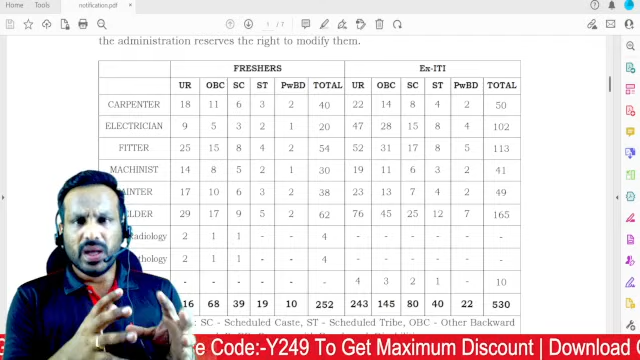 Home Tools notification.pdf
1 / 7
the administration reserves the right to modify them.
FRESHERS Ex-ITI
UR OBC SC ST PwBD TOTAL UR OBC SC ST PwBD TOTAL
CARPENTER 18 11 6 3 2 40 22 14 8 4 2 50
ELECTRICIAN 9 5 3 2 1 20 47 28 15 8 4 102
FITTER 25 15 8 4 2 54 52 31 17 8 5 113
MACHINIST 14 8 5 2 1 30 19 11 6 3 2 41
AINTER 17 10 6 3 2 38 23 13 7 4 2 49
ELDER 29 17 9 5 2 62 76 45 25 12 7 165
Radiology 2 1 1 - - 4 - - - - - -
thology 2 1 1 - - 4 - - - - - -
4 3 2 1 - 10
16 68 39 19 10 252 243 145 80 40 22 530
: SC - Scheduled Caste, ST - Scheduled Tribe, OBC - Other Backward
e Code:-Y249 To Get Maximum Discount | Download